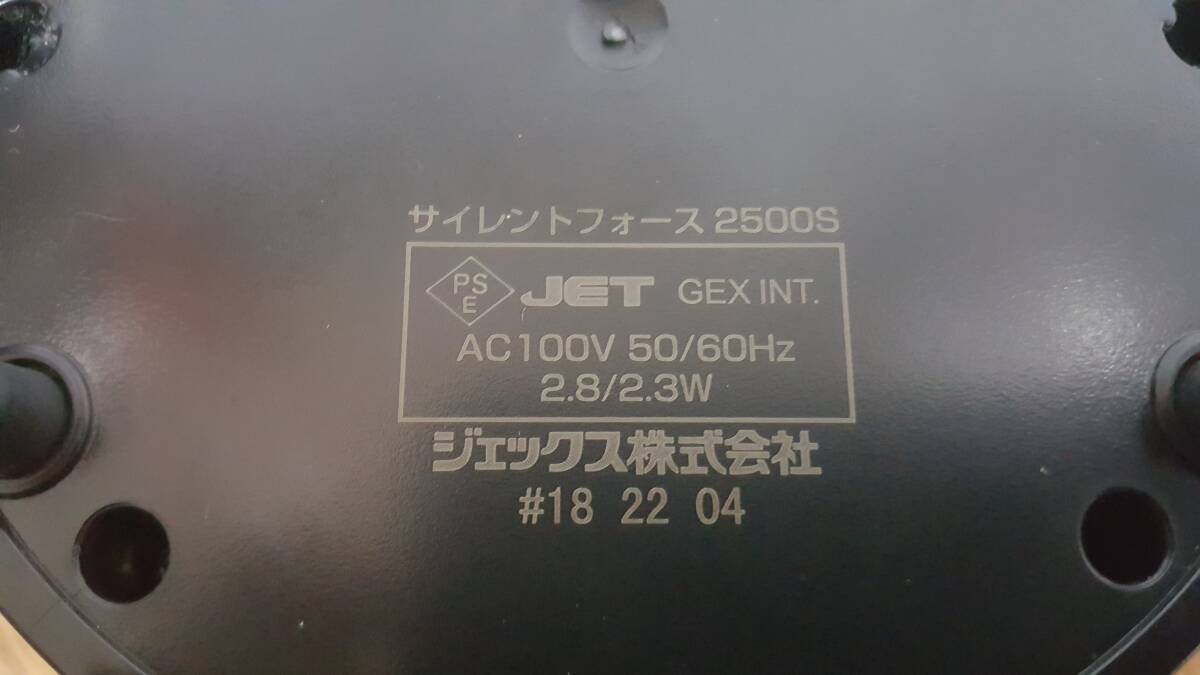 サイレントフォース 2500S
PS E JET GEX INT.
AC100V 50/60Hz
2.8/2.3W
ジェックス株式会社
#18 22 04